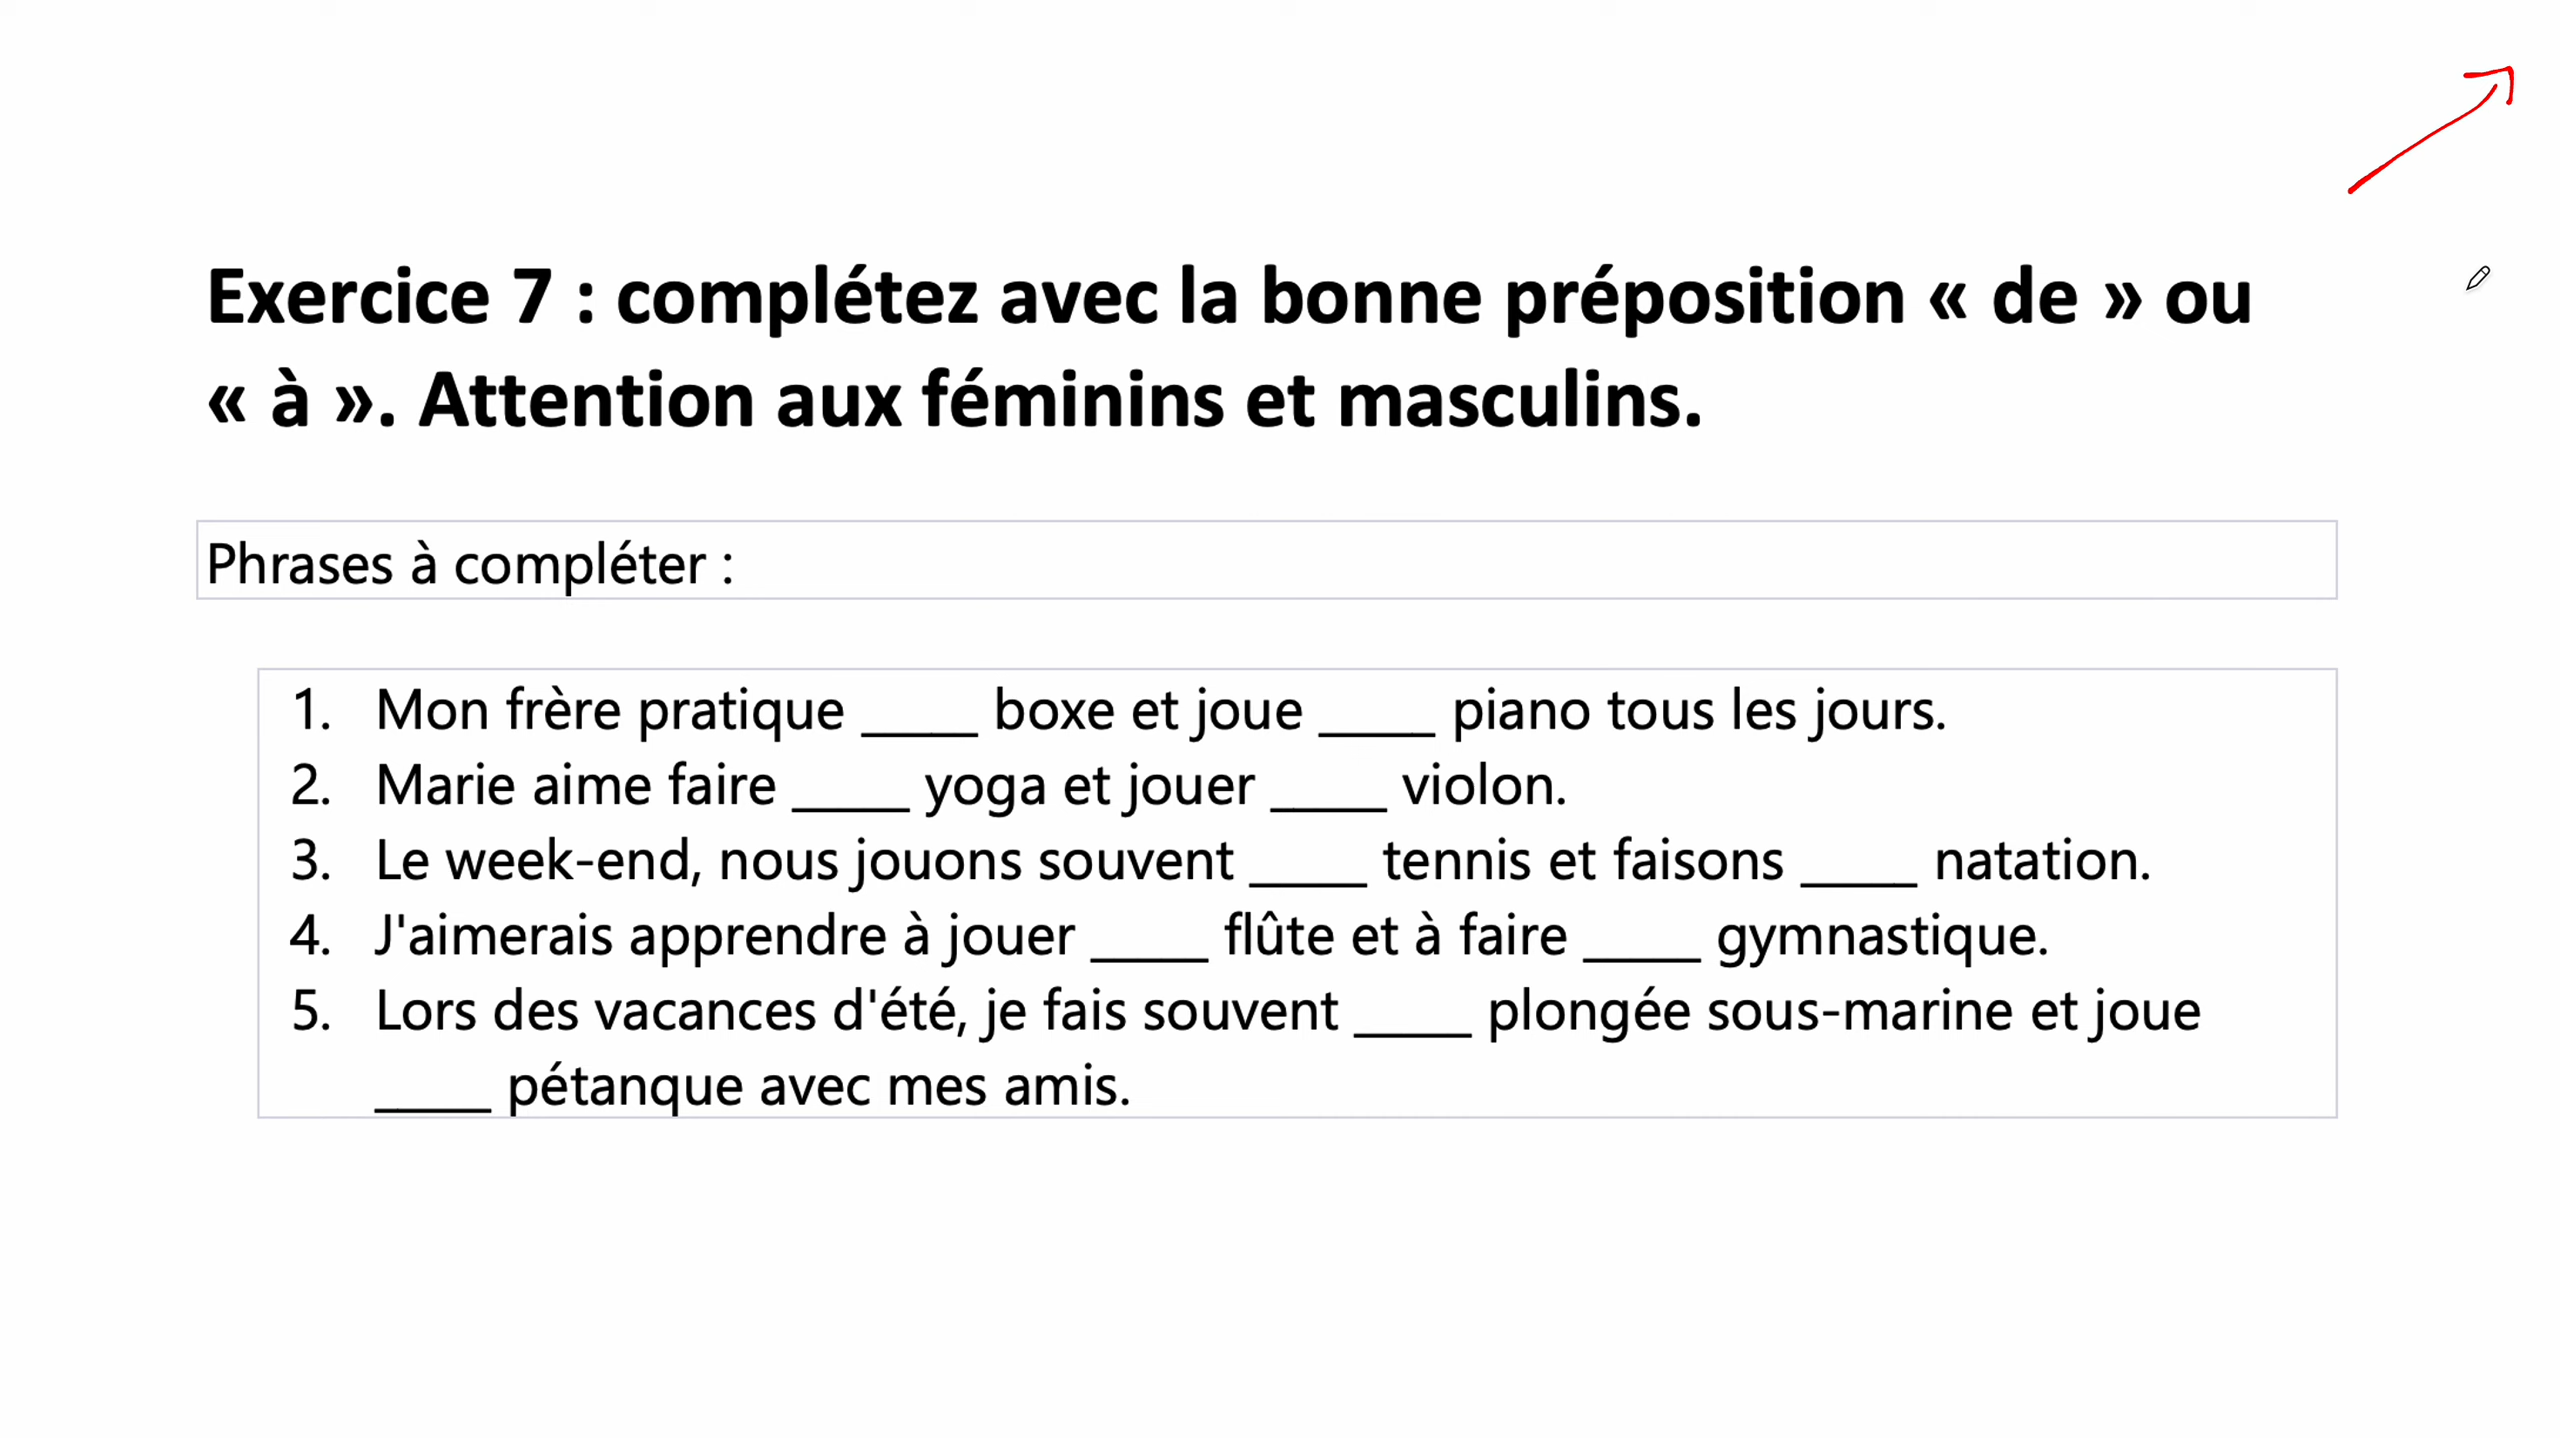 Exercice 7 : complétez avec la bonne préposition « de » ou
« à ». Attention aux féminins et masculins.
Phrases à compléter :
1. Mon frère pratique _____ boxe et joue _____ piano tous les jours.
2. Marie aime faire _____ yoga et jouer _____ violon.
3. Le week-end, nous jouons souvent _____ tennis et faisons _____ natation.
4. J'aimerais apprendre à jouer _____ flûte et à faire _____ gymnastique.
5. Lors des vacances d'été, je fais souvent _____ plongée sous-marine et joue
_____ pétanque avec mes amis.